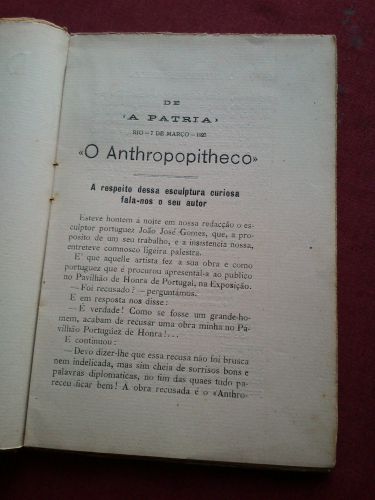 DE
«A PATRIA»
RIO — 7 DE MARÇO — 1923
«O Anthropopitheco»
A respeito dessa esculptura curiosa
fala-nos o seu autor
Esteve hontem á noite em nossa redacção o es-
culptor portuguez João José Gomes, que, a pro-
posito de um seu trabalho, e a insistencia nossa,
entreteve comnosco ligeira palestra.
E' que aquelle artista fez a sua obra e como
portuguez que é procurou apresental-a ao publico
no Pavilhão de Honra de Portugal, na Exposição.
— Foi recusado? — perguntámos.
E em resposta nos disse:
— É verdade! Como se fosse um grande-ho-
mem, acabam de recusar uma obra minha no Pa-
vilhão Portuguez de Honra!...
E continuou:
— Devo dizer-lhe que essa recusa não foi brusca
nem indelicada, mas sim cheia de sorrisos bons e
palavras diplomaticas, no fim das quaes tudo pa-
receu ficar bem! A obra recusada é o «Anthro-